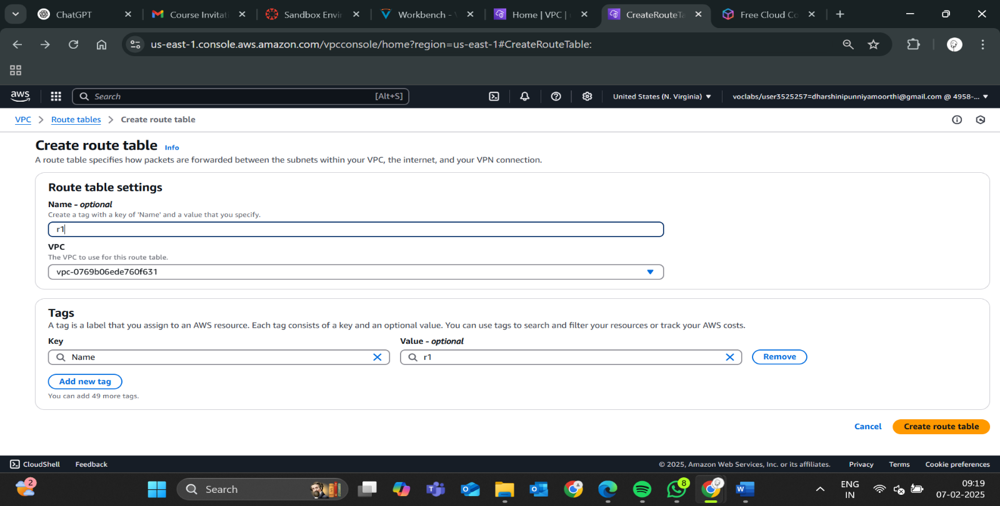 ChatGPT
Course Invitati
Sandbox Envir
Workbench - V
Home | VPC |
CreateRouteTa
Free Cloud Co
us-east-1.console.aws.amazon.com/vpcconsole/home?region=us-east-1#CreateRouteTable:
aws
Search [Alt+S]
United States (N. Virginia)
voclabs/user3525257=dharshinipunniyamoorthi@gmail.com @ 4958-...
VPC > Route tables > Create route table
Create route table Info
A route table specifies how packets are forwarded between the subnets within your VPC, the internet, and your VPN connection.
Route table settings
Name - optional
Create a tag with a key of 'Name' and a value that you specify.
r1
VPC
The VPC to use for this route table.
vpc-0769b06ede760f631
Tags
A tag is a label that you assign to an AWS resource. Each tag consists of a key and an optional value. You can use tags to search and filter your resources or track your AWS costs.
Key
Value - optional
Name
r1
Remove
Add new tag
You can add 49 more tags.
Cancel
Create route table
CloudShell
Feedback
© 2025, Amazon Web Services, Inc. or its affiliates.
Privacy
Terms
Cookie preferences
2
Search
8
ENG
IN
09:19
07-02-2025